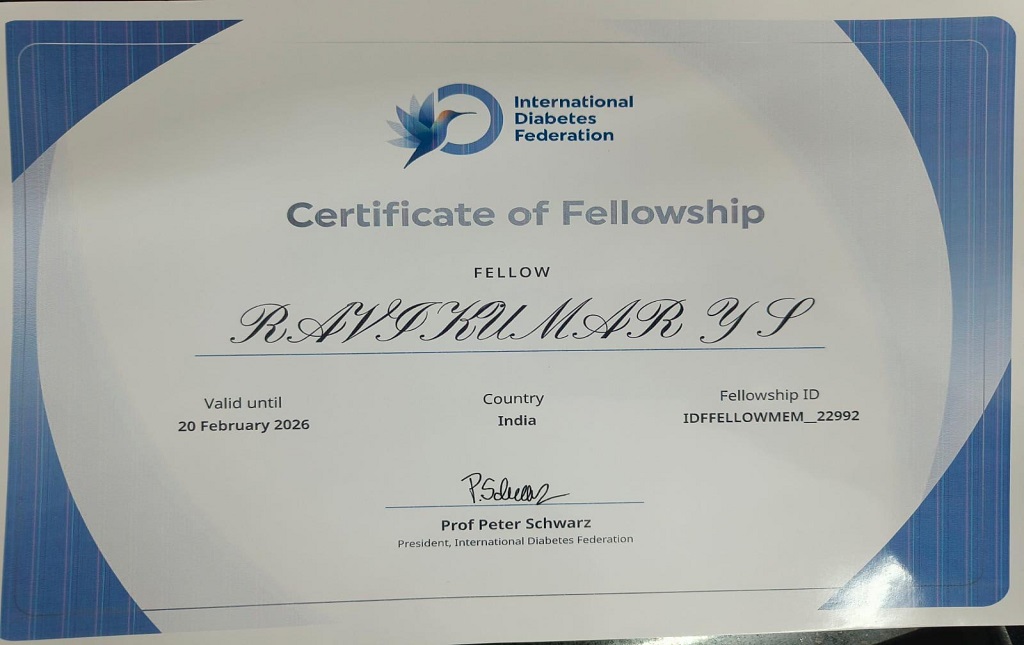 International
Diabetes
Federation
Certificate of Fellowship
FELLOW
RAVIKUMAR Y S
Valid until
20 February 2026
Country
India
Fellowship ID
IDFFELLOWMEM_22992
P.Schwarz
Prof Peter Schwarz
President, International Diabetes Federation